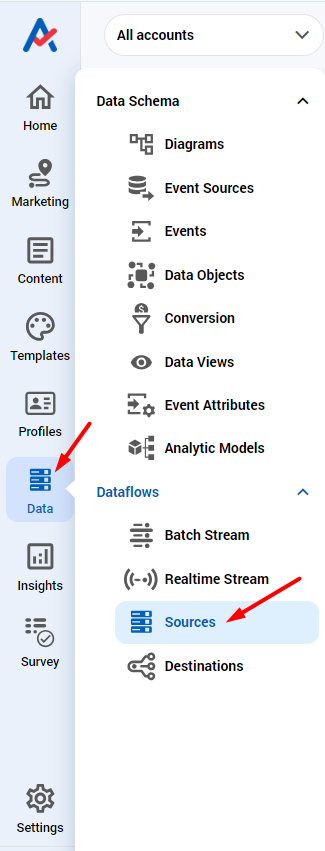 All accounts
Home
Marketing
Content
Templates
Profiles
Data
Insights
Survey
Settings
Data Schema
Diagrams
Event Sources
Events
Data Objects
Conversion
Data Views
Event Attributes
Analytic Models
Dataflows
Batch Stream
Realtime Stream
Sources
Destinations